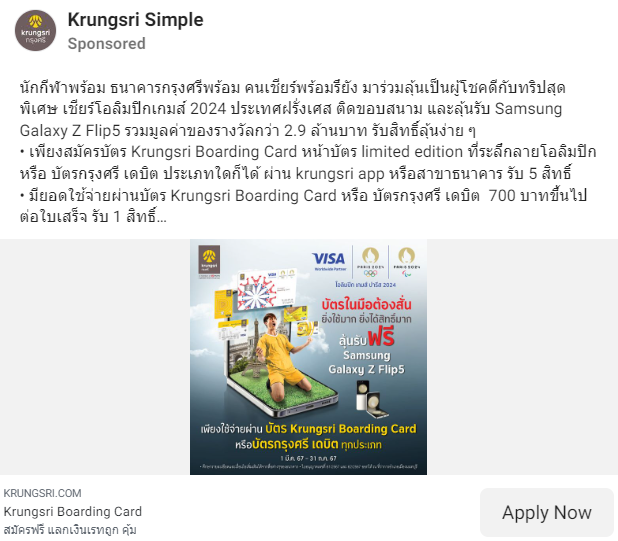 Krungsri Simple
Sponsored
krungsri
กรุงศรี
นักกีฬาพร้อม ธนาคารกรุงศรีพร้อม คนเชียร์พร้อมรึยัง มาร่วมลุ้นเป็นผู้โชคดีกับทริปสุด
พิเศษ เชียร์โอลิมปิกเกมส์ 2024 ประเทศฝรั่งเศส ติดขอบสนาม และลุ้นรับ Samsung
Galaxy Z Flip5 รวมมูลค่าของรางวัลกว่า 2.9 ล้านบาท รับสิทธิ์ลุ้นง่าย ๆ
• เพียงสมัครบัตร Krungsri Boarding Card หน้าบัตร limited edition ที่ระลึกลายโอลิมปิก
หรือ บัตรกรุงศรี เดบิต ประเภทใดก็ได้ ผ่าน krungsri app หรือสาขาธนาคาร รับ 5 สิทธิ์
• มียอดใช้จ่ายผ่านบัตร Krungsri Boarding Card หรือ บัตรกรุงศรี เดบิต 700 บาทขึ้นไป
ต่อใบเสร็จ รับ 1 สิทธิ์...
krungsri
กรุงศรี
VISA
Worldwide Partner
PARIS 2024
PARIS 2024
โอลิมปิก เกมส์ ปารีส 2024
บัตรในมือต้องสั่น
ยิ่งใช้มาก ยิ่งได้สิทธิ์มาก
ลุ้นรับฟรี
Samsung
Galaxy Z Flip5
เพียงใช้จ่ายผ่าน บัตร Krungsri Boarding Card
หรือบัตรกรุงศรี เดบิต ทุกประเภท
1 มี.ค. 67 - 31 ก.ค. 67
KRUNGSRI.COM
Krungsri Boarding Card
สมัครฟรี แลกเงินเรทถูก คุ้ม
Apply Now